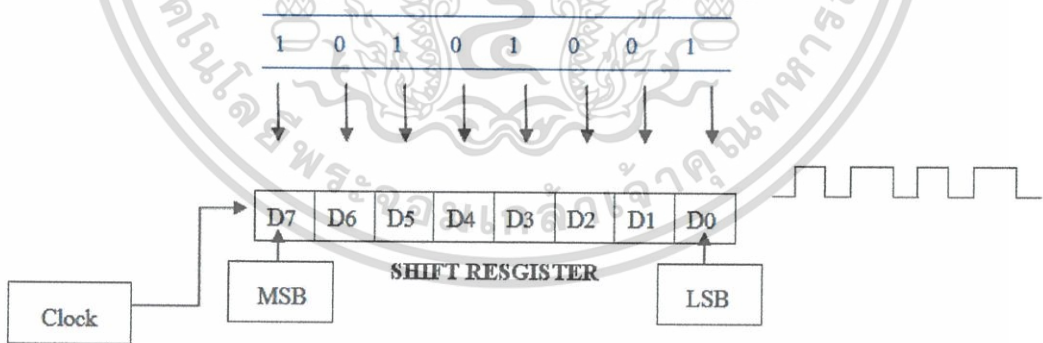 1 0 1 0 1 0 0 1
D7 D6 D5 D4 D3 D2 D1 D0
SHIFT RESGISTER
MSB
LSB
Clock